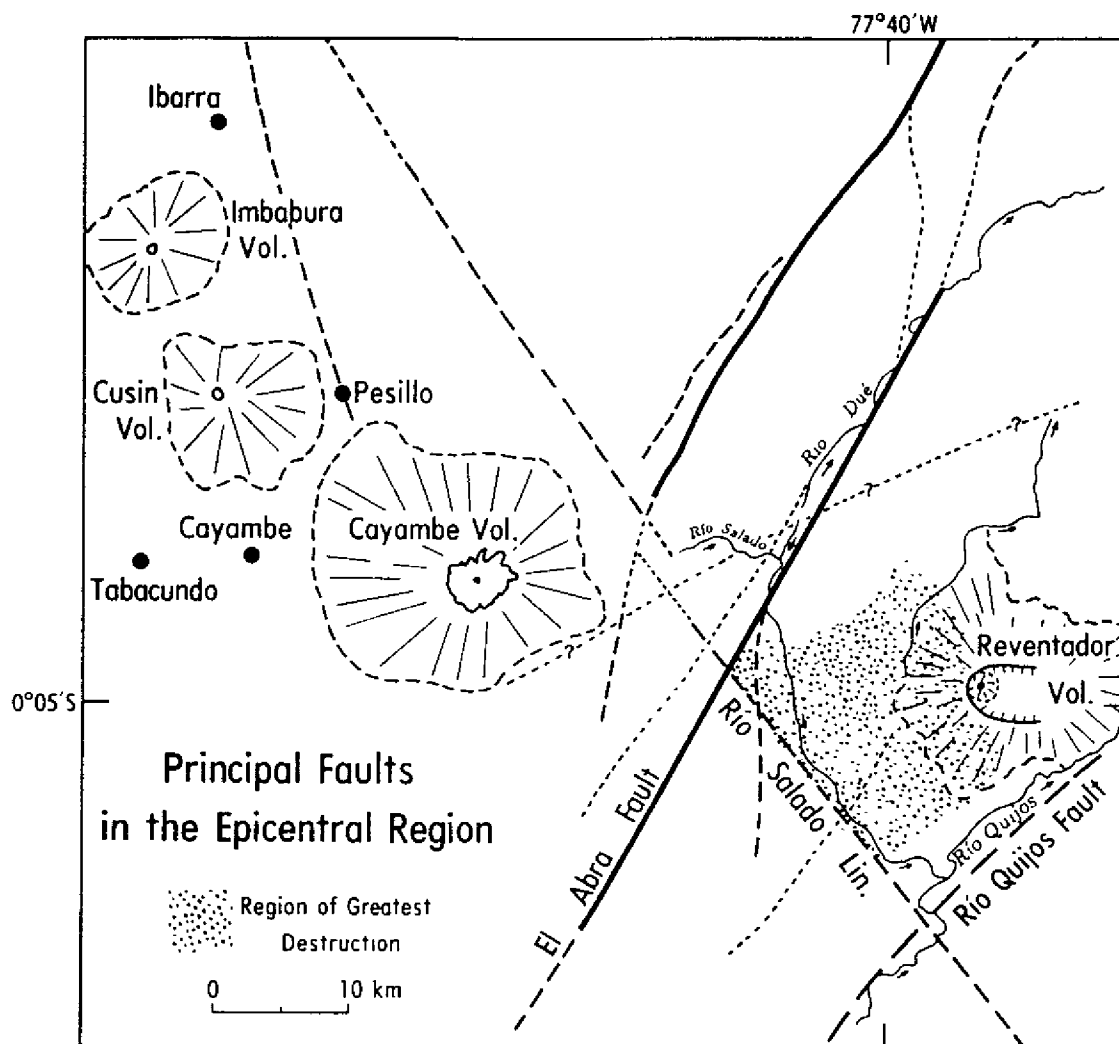 77°40'W
Ibarra
Imbabura
Vol.
Cusin
Vol.
Pesillo
Río Dué
?
?
Cayambe
Cayambe Vol.
Río Salado
Tabacundo
?
Reventador
Vol.
0°05'S
Río
Salado
Lin.
Principal Faults
in the Epicentral Region
El Abra Fault
Río Quijos
Río Quijos Fault
Region of Greatest
Destruction
0 10 km